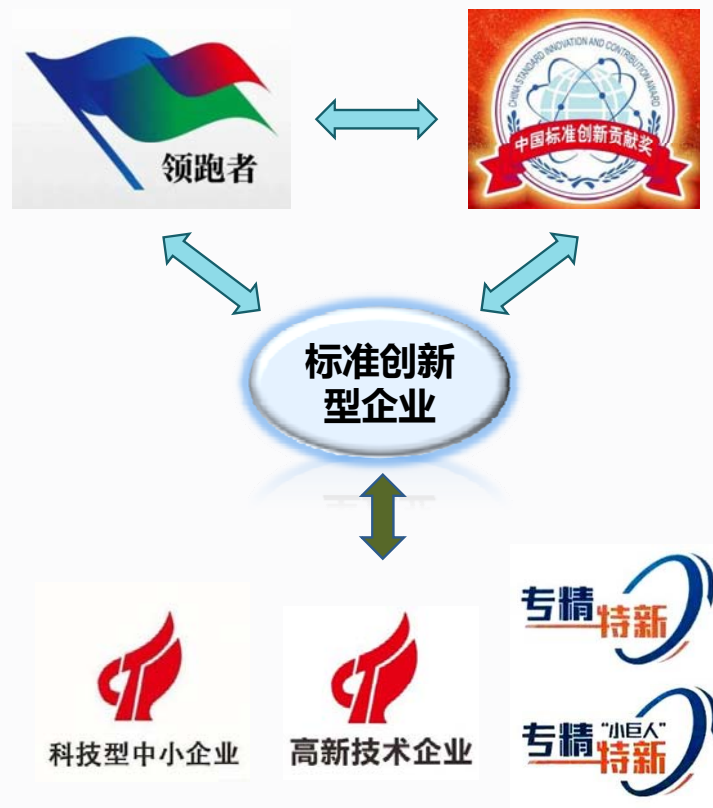 领跑者
CHINA STANDARD INNOVATION AND CONTRIBUTION AWARD
中国标准创新贡献奖
标准创新
型企业
专精
特新
科技型中小企业
高新技术企业
专精
"小巨人"
特新